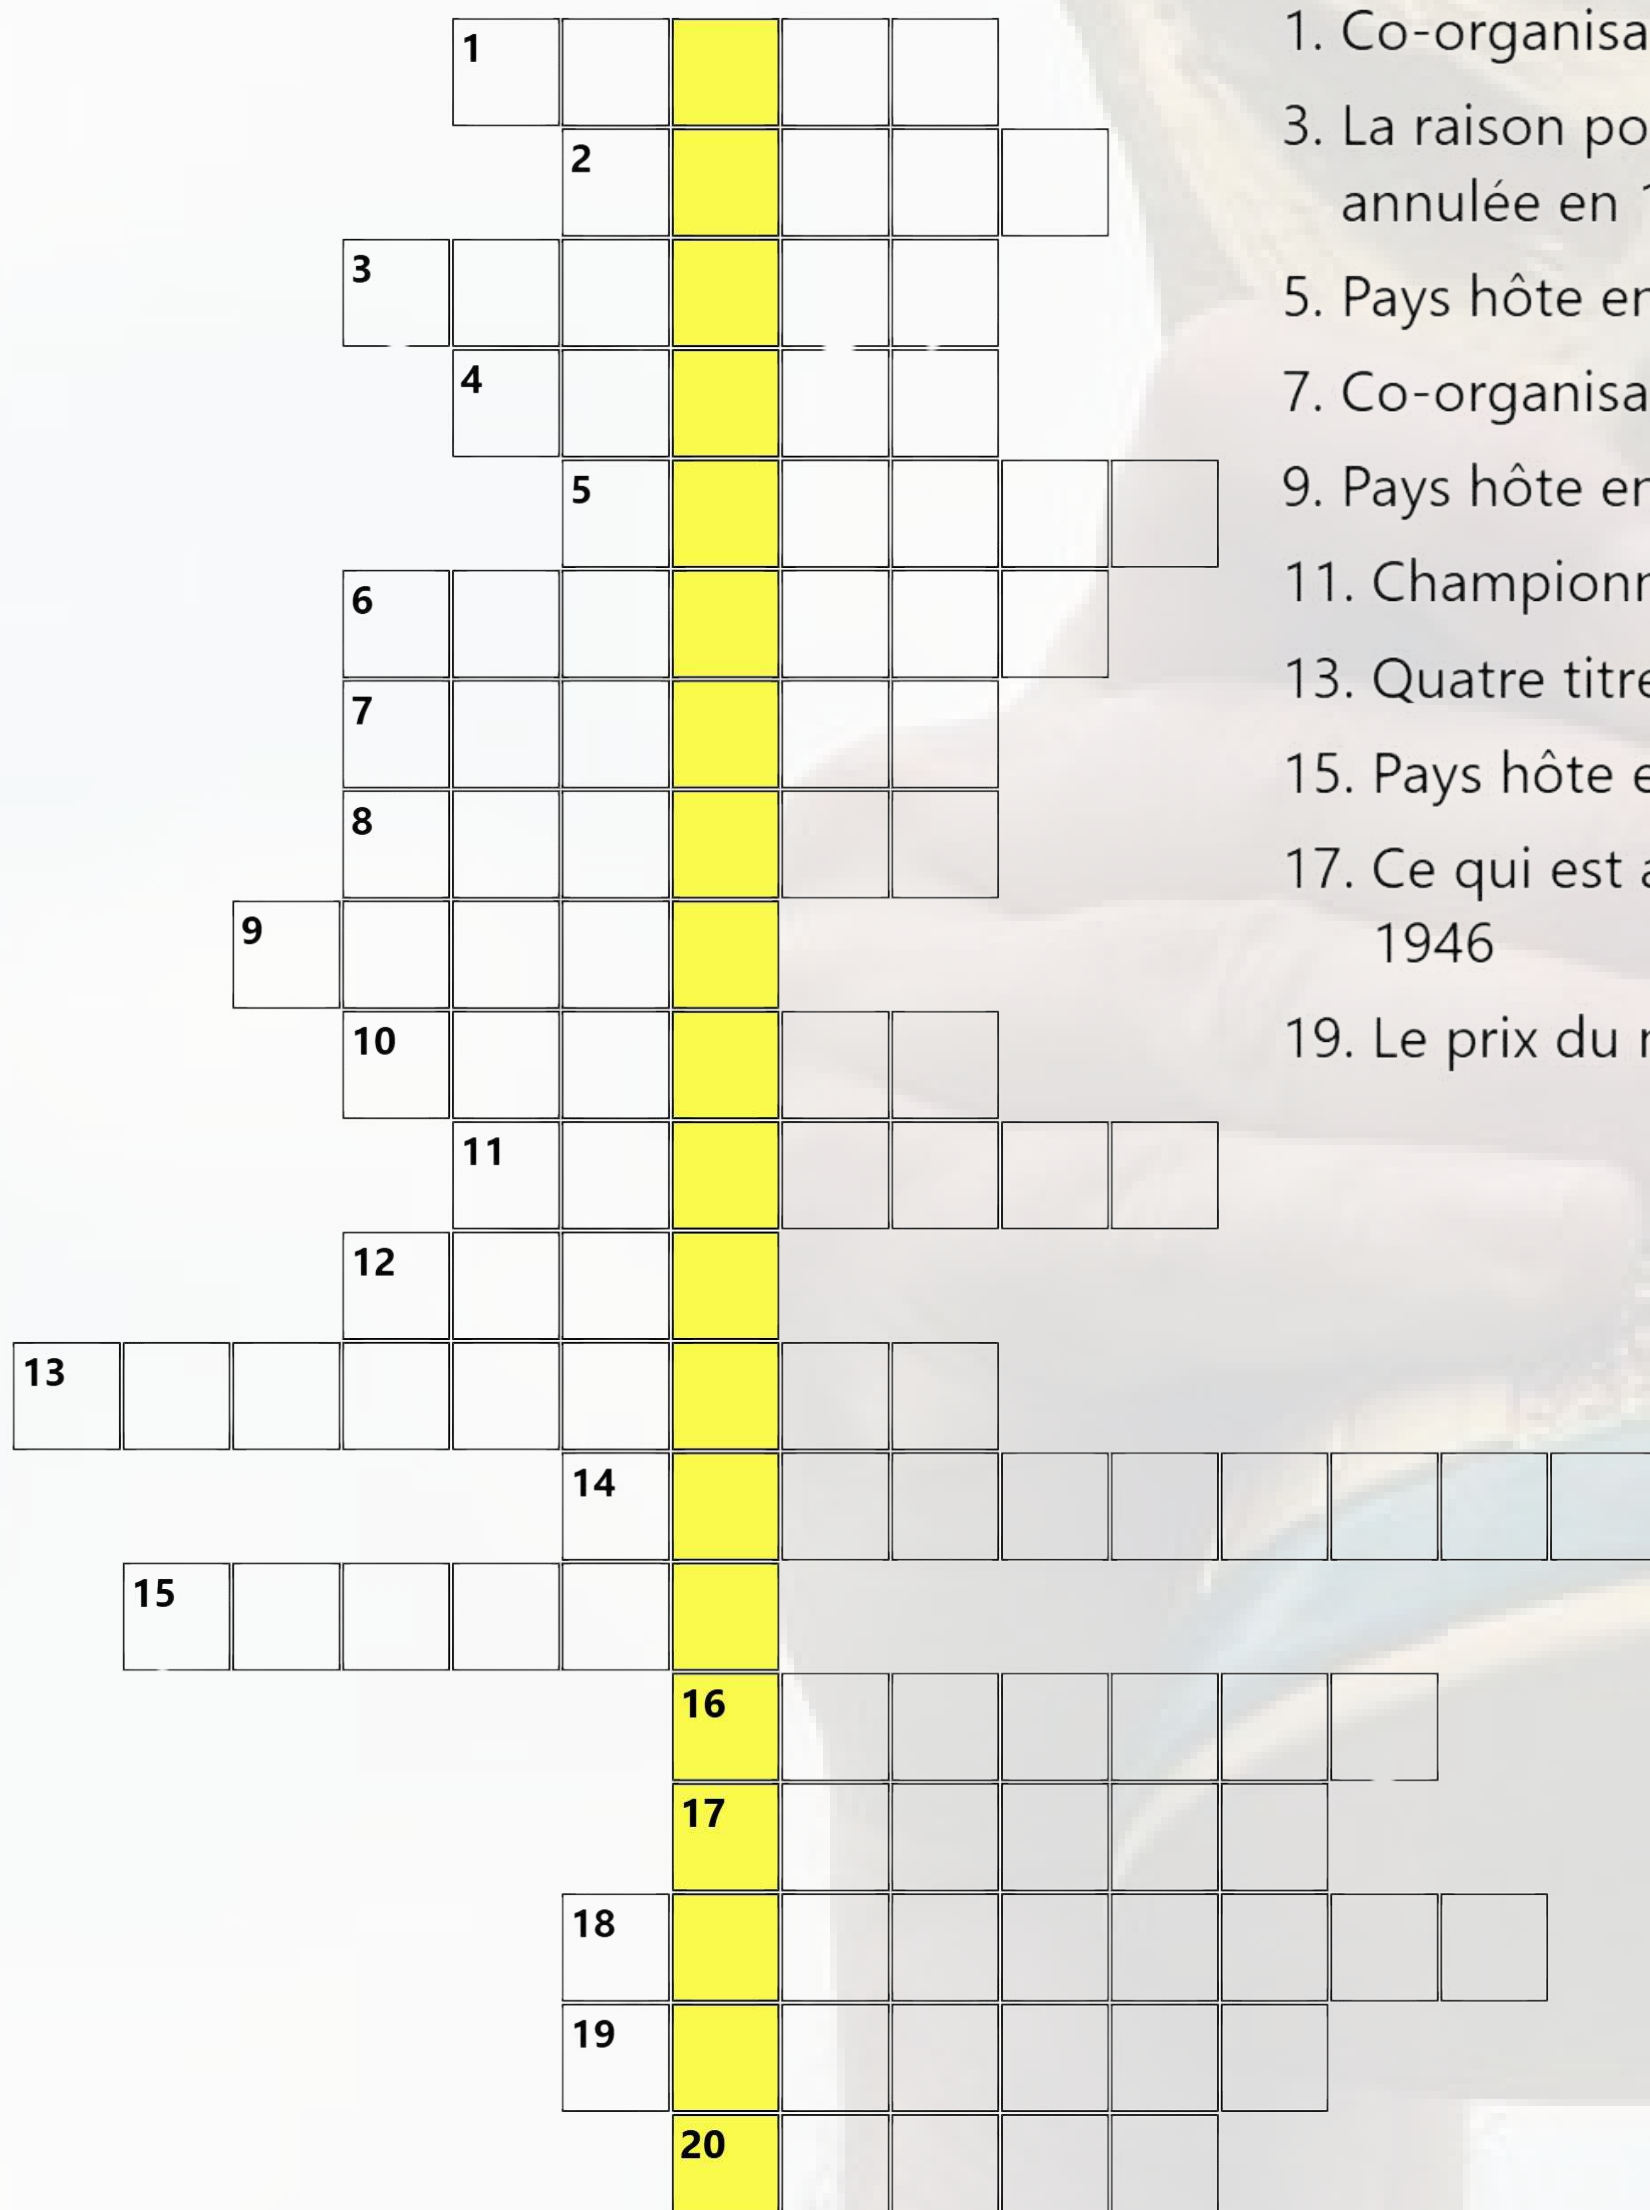 1
2
3
4
5
6
7
8
9
10
11
12
13
14
15
16
17
18
19
20
1. Co-organisa
3. La raison po
annulée en 1
5. Pays hôte en
7. Co-organisa
9. Pays hôte en
11. Championn
13. Quatre titre
15. Pays hôte e
17. Ce qui est a
1946
19. Le prix du